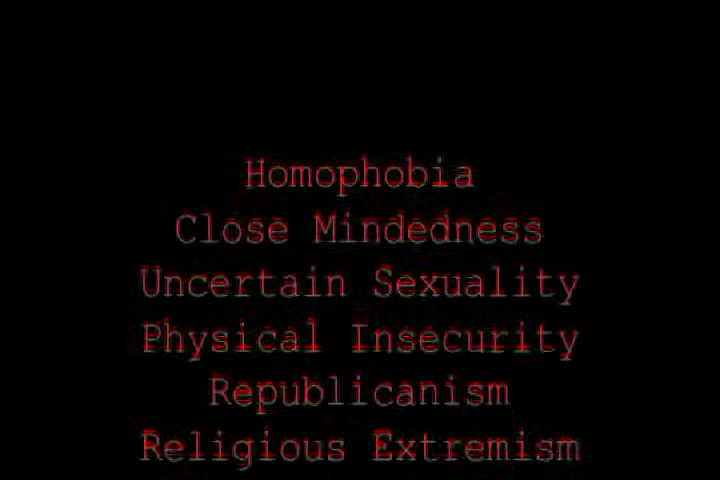 Homophobia
Close Mindedness
Uncertain Sexuality
Physical Insecurity
Republicanism
Religious Extremism